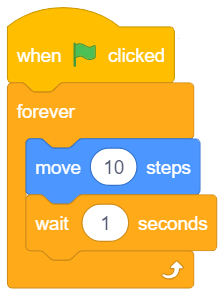 when clicked
forever
move 10 steps
wait 1 seconds